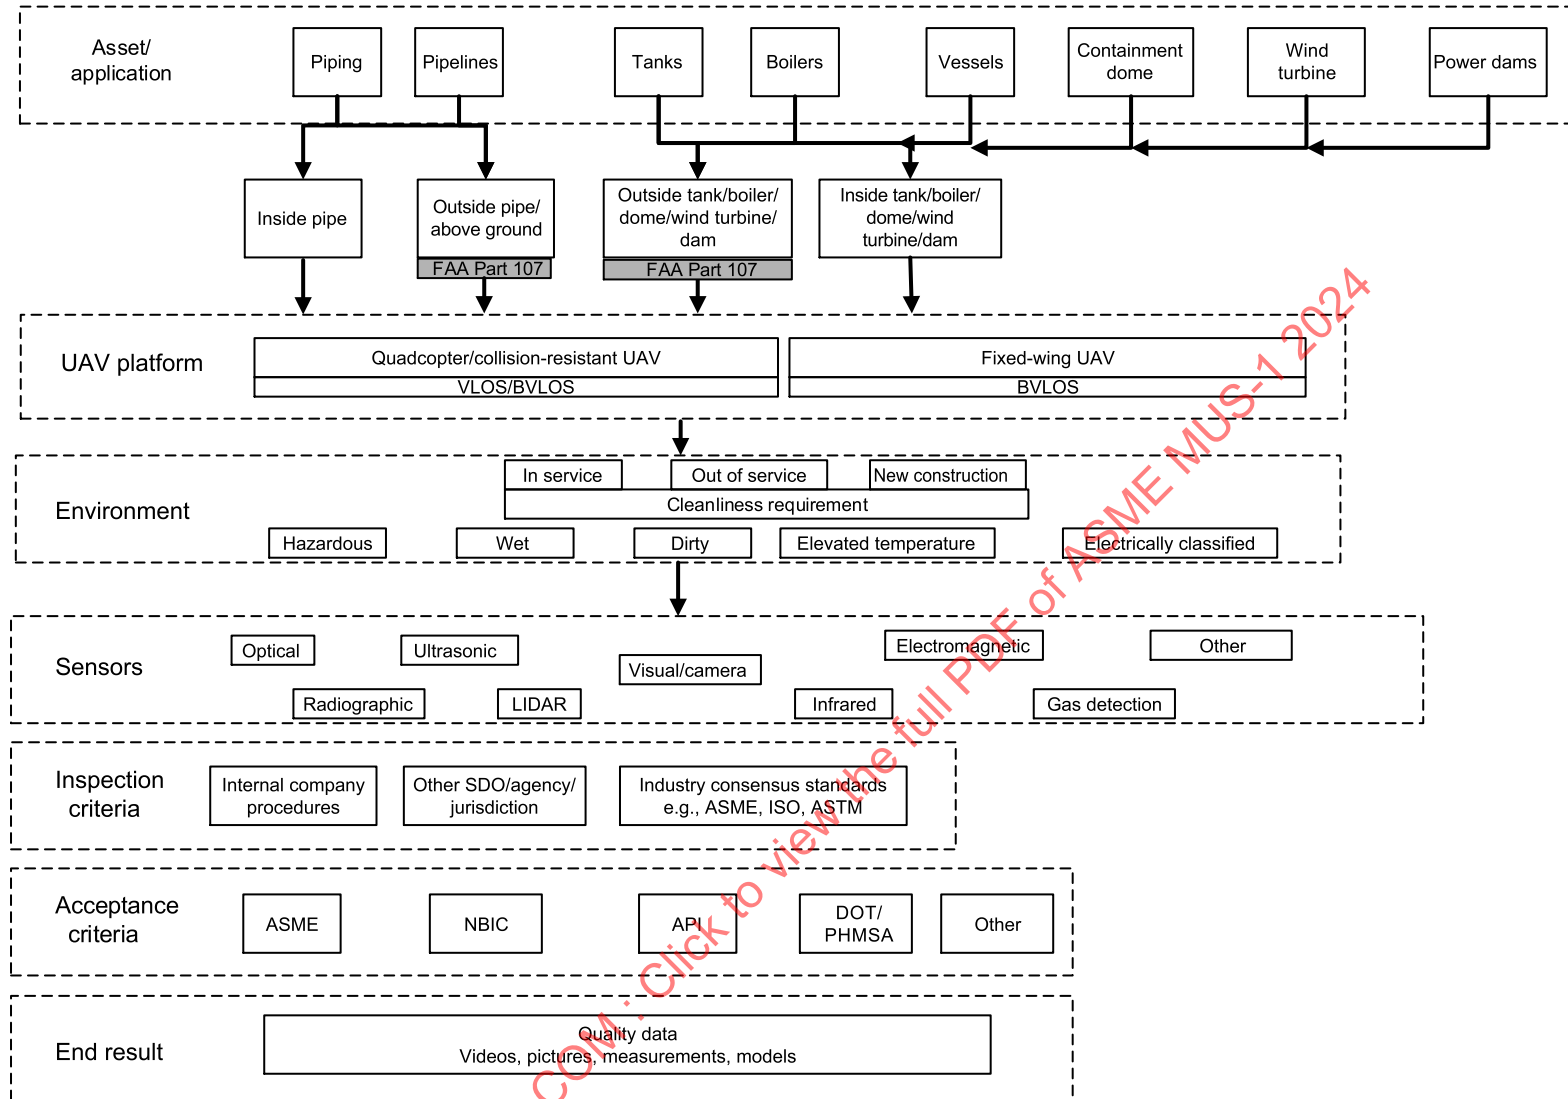 Asset/
application
Piping
Pipelines
Tanks
Boilers
Vessels
Containment
dome
Wind
turbine
Power dams
Inside pipe
Outside pipe/
above ground
FAA Part 107
Outside tank/boiler/
dome/wind turbine/
dam
FAA Part 107
Inside tank/boiler/
dome/wind
turbine/dam
UAV platform
Quadcopter/collision-resistant UAV
VLOS/BVLOS
Fixed-wing UAV
BVLOS
Environment
In service
Out of service
New construction
Cleanliness requirement
Hazardous
Wet
Dirty
Elevated temperature
Electrically classified
Sensors
Optical
Ultrasonic
Visual/camera
Electromagnetic
Other
Radiographic
LIDAR
Infrared
Gas detection
Inspection
criteria
Internal company
procedures
Other SDO/agency/
jurisdiction
Industry consensus standards
e.g., ASME, ISO, ASTM
Acceptance
criteria
ASME
NBIC
API
DOT/
PHMSA
Other
End result
Quality data
Videos, pictures, measurements, models
COM : Click to view the full PDF of ASME MUS-1 2024